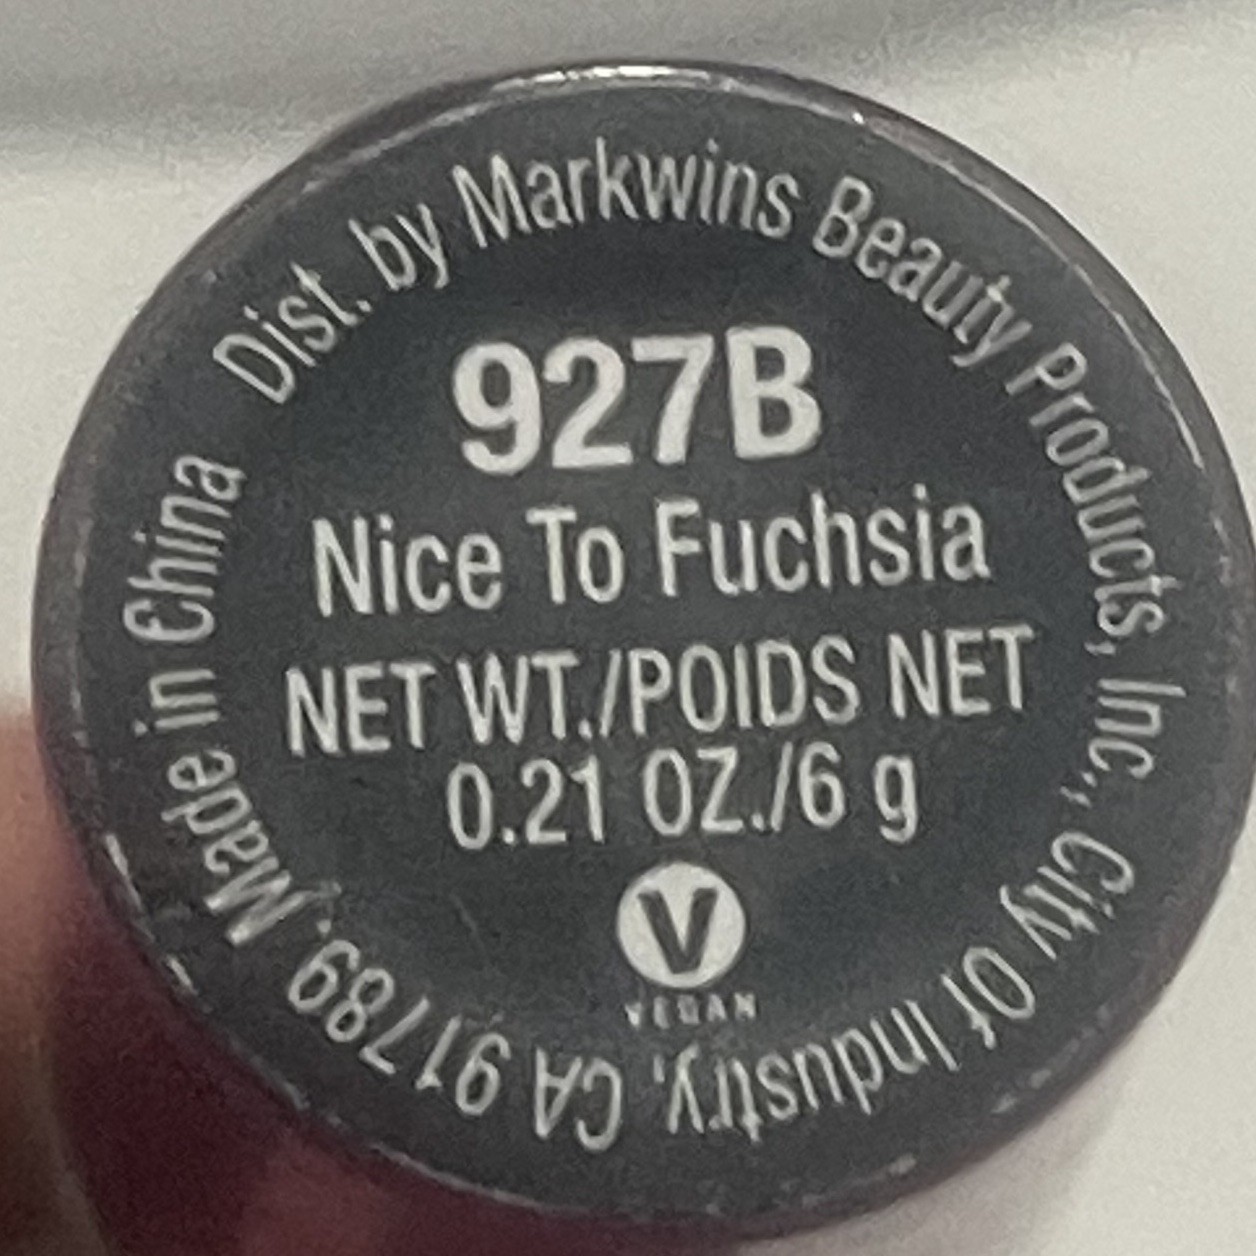 Dist. by Markwins Beauty Products, Inc., City Of Industry, CA 91789. Made in China
927B
Nice To Fuchsia
NET WT./POIDS NET
0.21 OZ./6 g
V
VEGAN